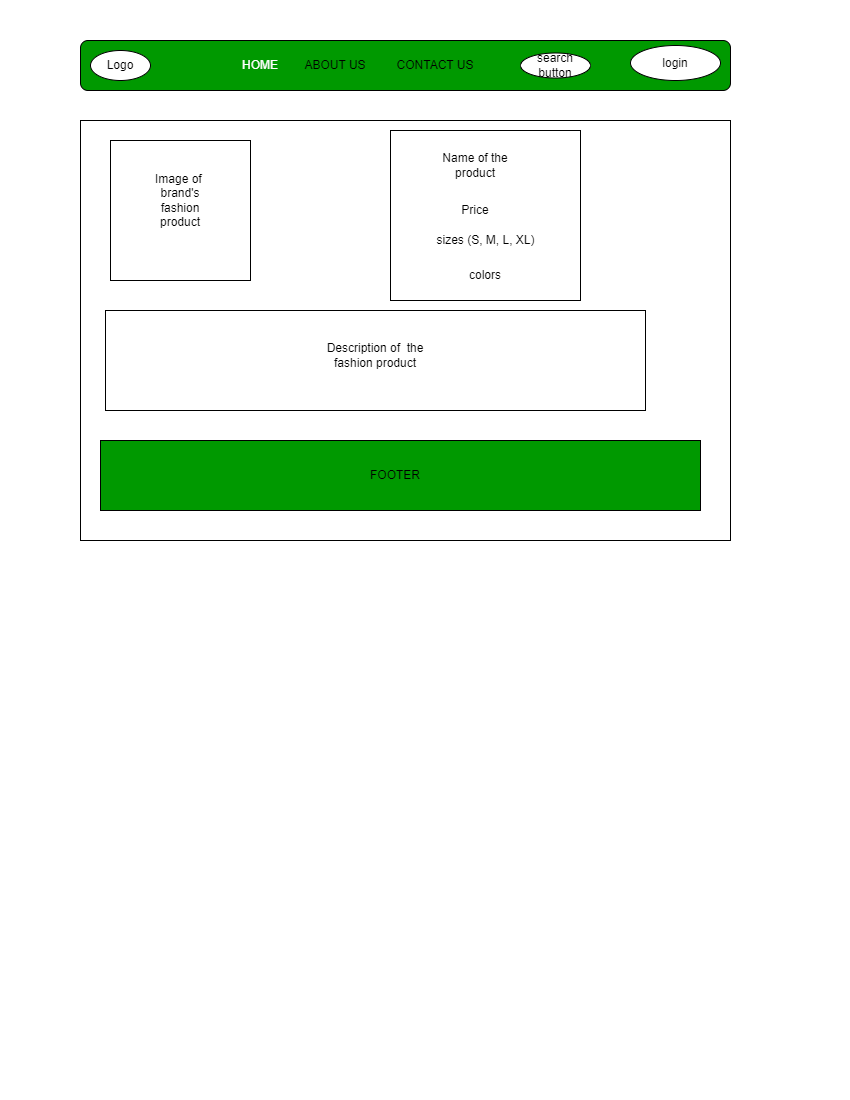 Logo
HOME
ABOUT US
CONTACT US
search
button
login
Image of
brand's
fashion
product
Name of the
product
Price
sizes (S, M, L, XL)
colors
Description of  the
fashion product
FOOTER